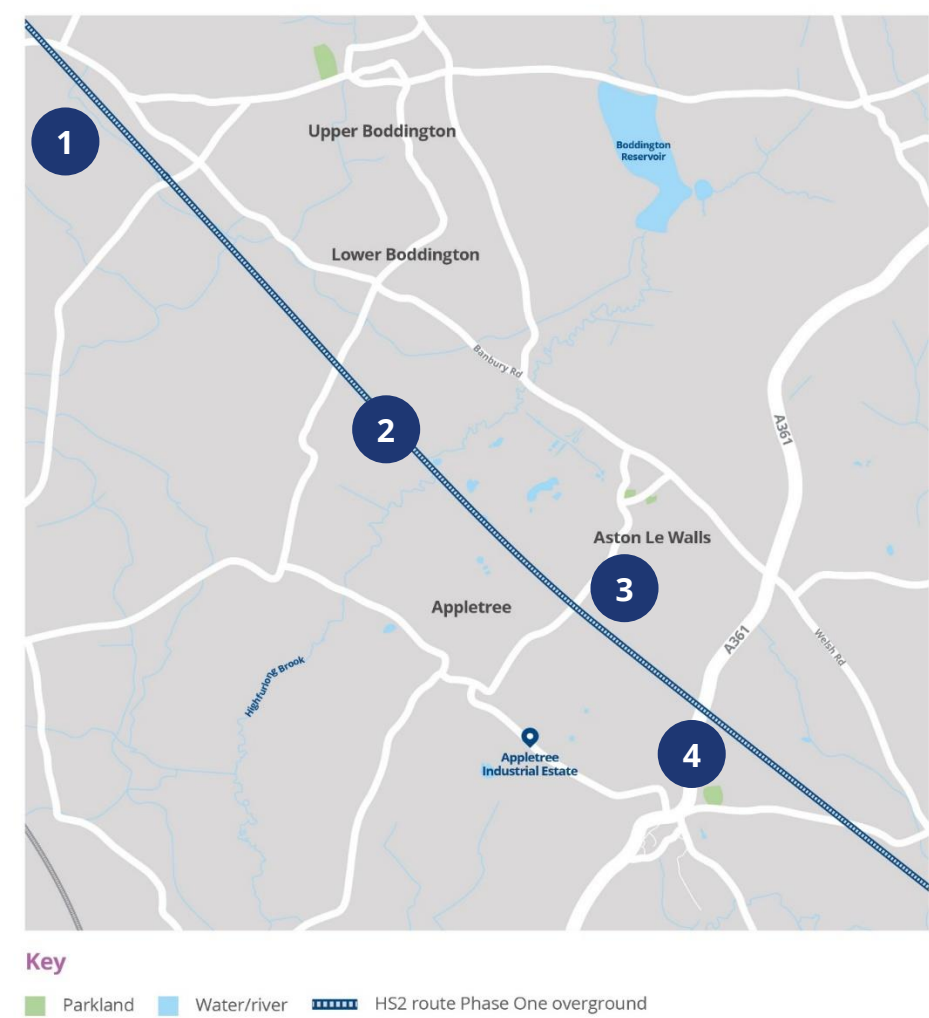 1
Upper Boddington
Boddington
Reservoir
Lower Boddington
Banbury Rd
2
A361
Aston Le Walls
3
Appletree
A361
Welsh Rd
Highfurlong Brook
4
Appletree
Industrial Estate
Key
Parkland
Water/river
HS2 route Phase One overground